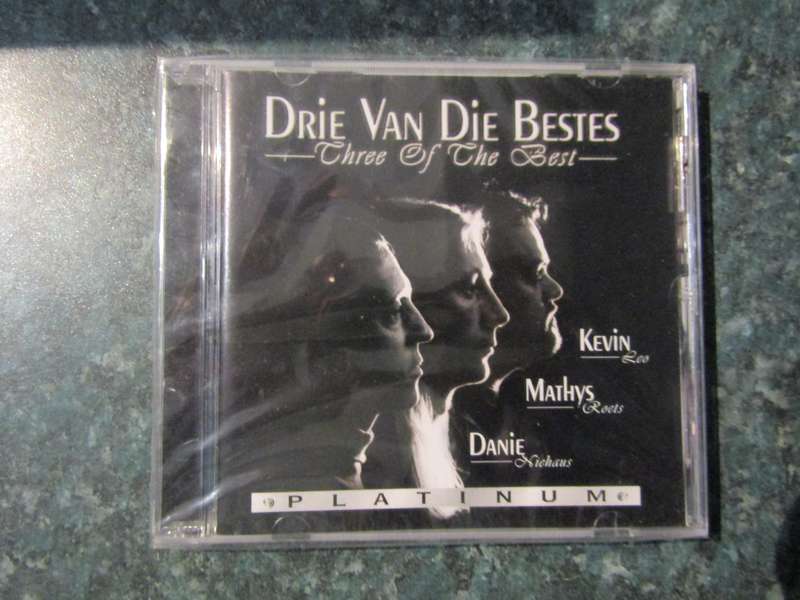 DRiE VAN DiE BESTES
Three Of The Best
KEViN
Leo
MATHYS
Roets
DANiE
Niehaus
PLATINUM